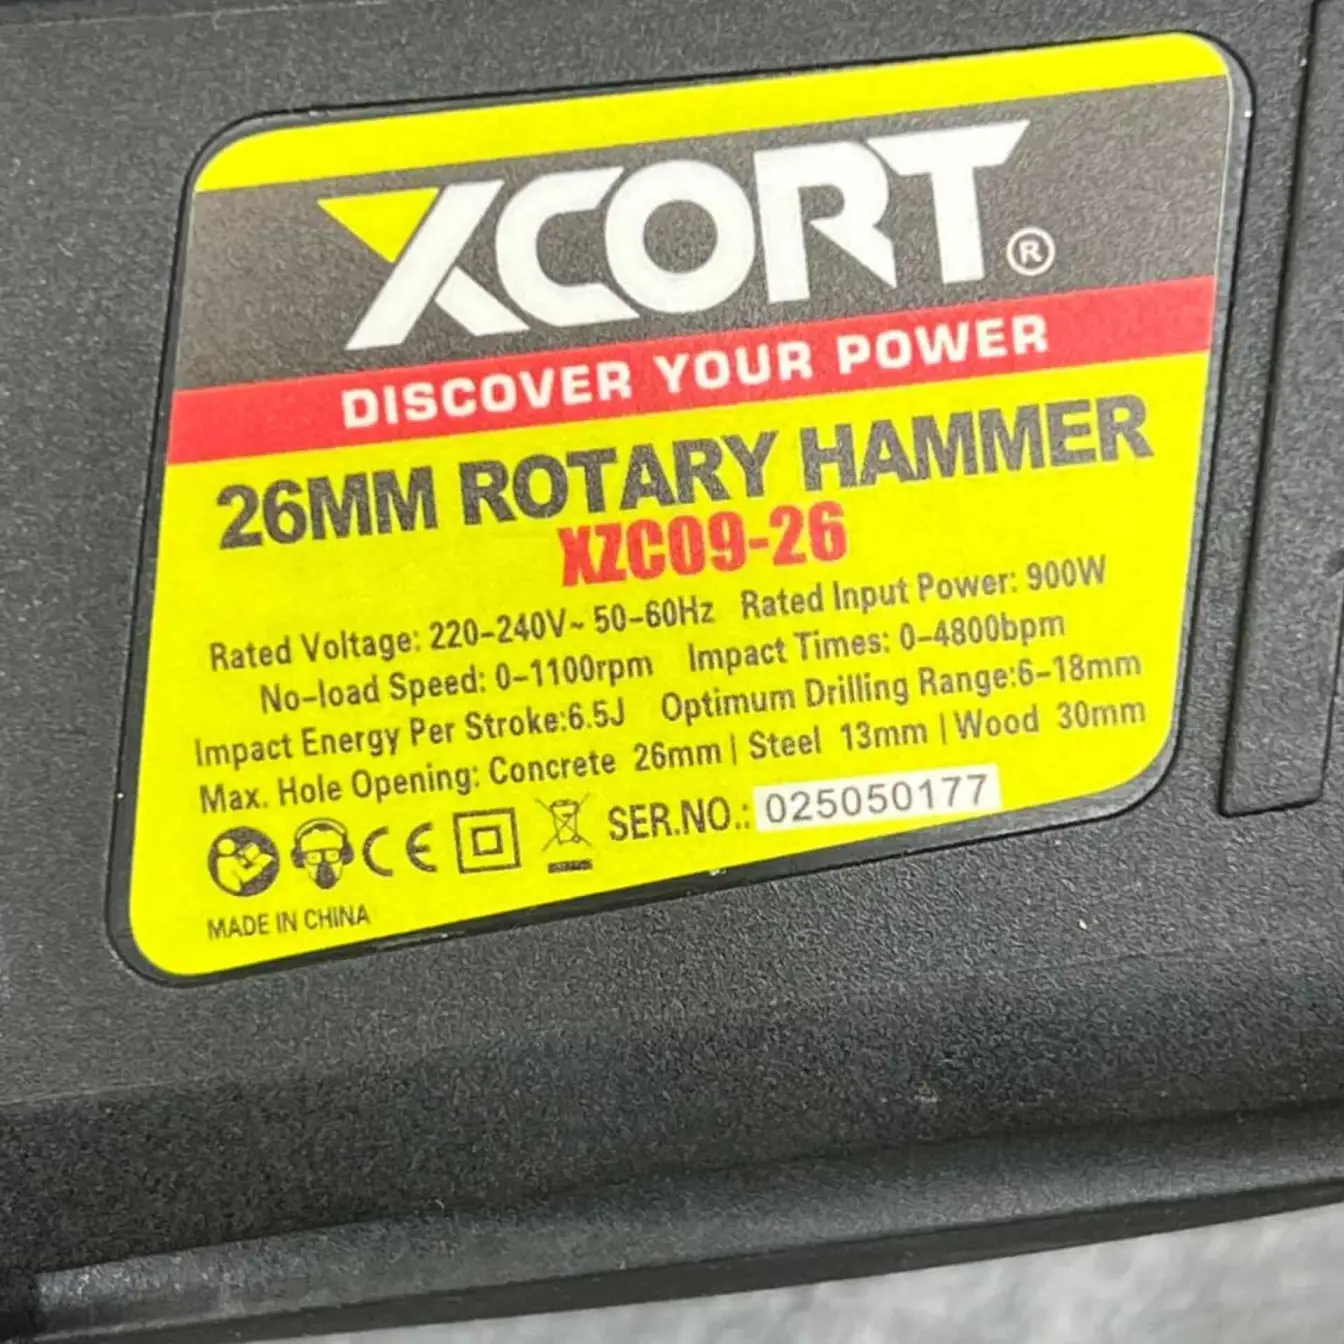 XCORT®
DISCOVER YOUR POWER
26MM ROTARY HAMMER
XZC09-26
Rated Voltage: 220-240V~ 50-60Hz Rated Input Power: 900W
No-load Speed: 0-1100rpm Impact Times: 0-4800bpm
Impact Energy Per Stroke:6.5J Optimum Drilling Range:6-18mm
Max. Hole Opening: Concrete 26mm | Steel 13mm | Wood 30mm
CE SER.NO.: 025050177
MADE IN CHINA